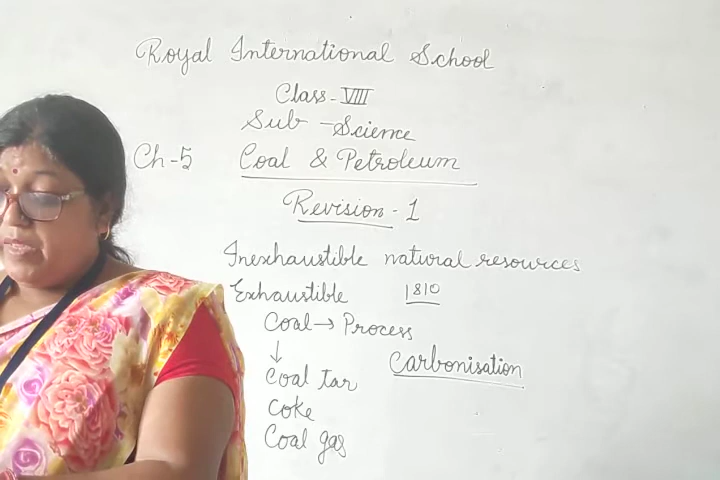 Royal International School
Class-VIII
Sub-Science
Ch-5 Coal & Petroleum
Revision-1
Inexhaustible natural resources
Exhaustible 1810
Coal→Process
↓ Carbonisation
Coal tar
Coke
Coal gas